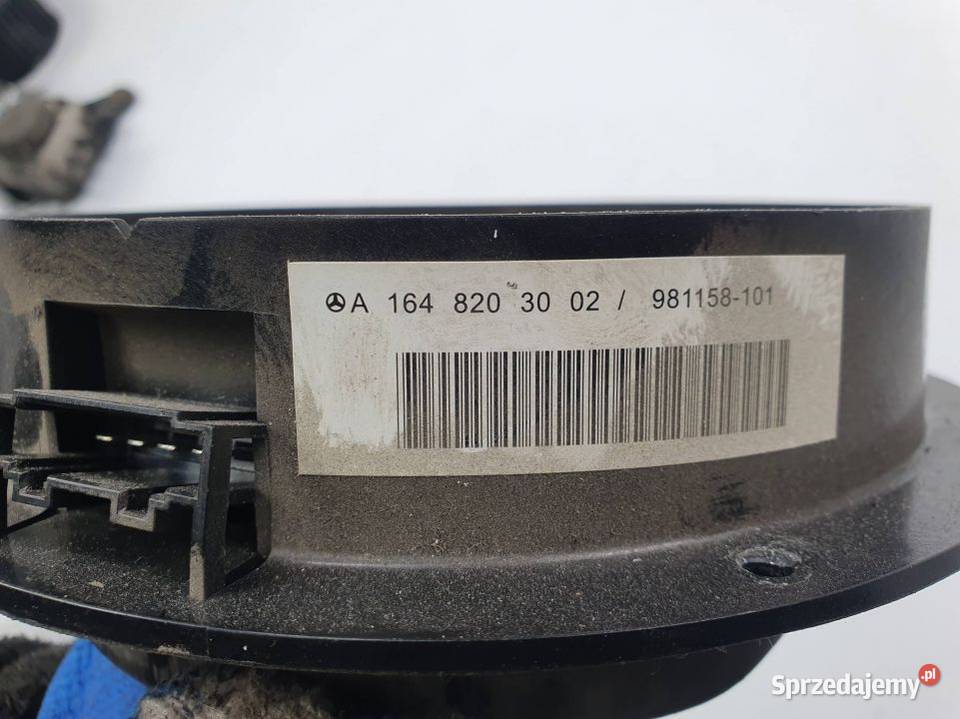 A 164 820 30 02 / 981158-101
Sprzedajemy.pl